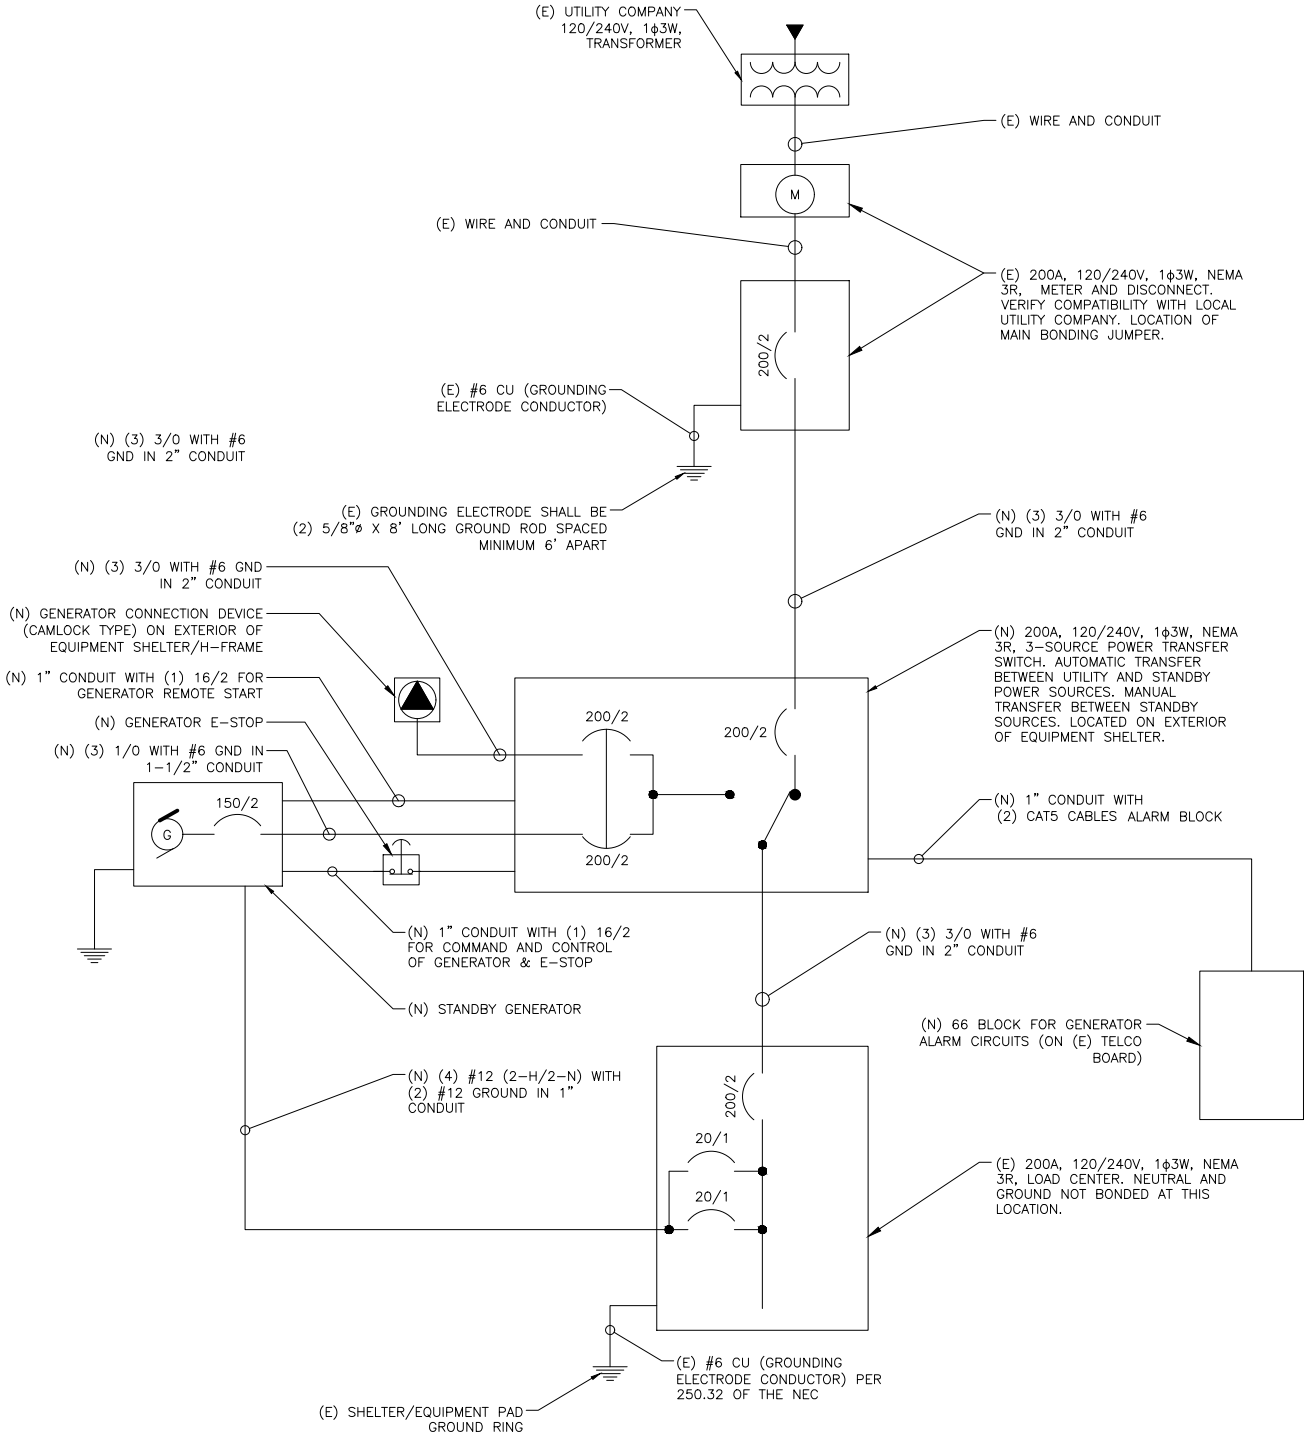 (E) UTILITY COMPANY
120/240V, 1ϕ3W,
TRANSFORMER
(E) WIRE AND CONDUIT
M
(E) WIRE AND CONDUIT
(E) 200A, 120/240V, 1ϕ3W, NEMA
3R, METER AND DISCONNECT.
VERIFY COMPATIBILITY WITH LOCAL
UTILITY COMPANY. LOCATION OF
MAIN BONDING JUMPER.
200/2
(E) #6 CU (GROUNDING
ELECTRODE CONDUCTOR)
(N) (3) 3/0 WITH #6
GND IN 2" CONDUIT
(E) GROUNDING ELECTRODE SHALL BE
(2) 5/8"ø X 8' LONG GROUND ROD SPACED
MINIMUM 6' APART
(N) (3) 3/0 WITH #6
GND IN 2" CONDUIT
(N) (3) 3/0 WITH #6 GND
IN 2" CONDUIT
(N) GENERATOR CONNECTION DEVICE
(CAMLOCK TYPE) ON EXTERIOR OF
EQUIPMENT SHELTER/H-FRAME
(N) 1" CONDUIT WITH (1) 16/2 FOR
GENERATOR REMOTE START
(N) GENERATOR E-STOP
(N) (3) 1/0 WITH #6 GND IN
1-1/2" CONDUIT
(N) 200A, 120/240V, 1ϕ3W, NEMA
3R, 3-SOURCE POWER TRANSFER
SWITCH. AUTOMATIC TRANSFER
BETWEEN UTILITY AND STANDBY
POWER SOURCES. MANUAL
TRANSFER BETWEEN STANDBY
SOURCES. LOCATED ON EXTERIOR
OF EQUIPMENT SHELTER.
200/2
200/2
150/2
G
200/2
(N) 1" CONDUIT WITH
(2) CAT5 CABLES ALARM BLOCK
(N) 1" CONDUIT WITH (1) 16/2
FOR COMMAND AND CONTROL
OF GENERATOR & E-STOP
(N) (3) 3/0 WITH #6
GND IN 2" CONDUIT
(N) STANDBY GENERATOR
(N) 66 BLOCK FOR GENERATOR
ALARM CIRCUITS (ON (E) TELCO
BOARD)
(N) (4) #12 (2-H/2-N) WITH
(2) #12 GROUND IN 1"
CONDUIT
200/2
20/1
20/1
(E) 200A, 120/240V, 1ϕ3W, NEMA
3R, LOAD CENTER. NEUTRAL AND
GROUND NOT BONDED AT THIS
LOCATION.
(E) #6 CU (GROUNDING
ELECTRODE CONDUCTOR) PER
250.32 OF THE NEC
(E) SHELTER/EQUIPMENT PAD
GROUND RING